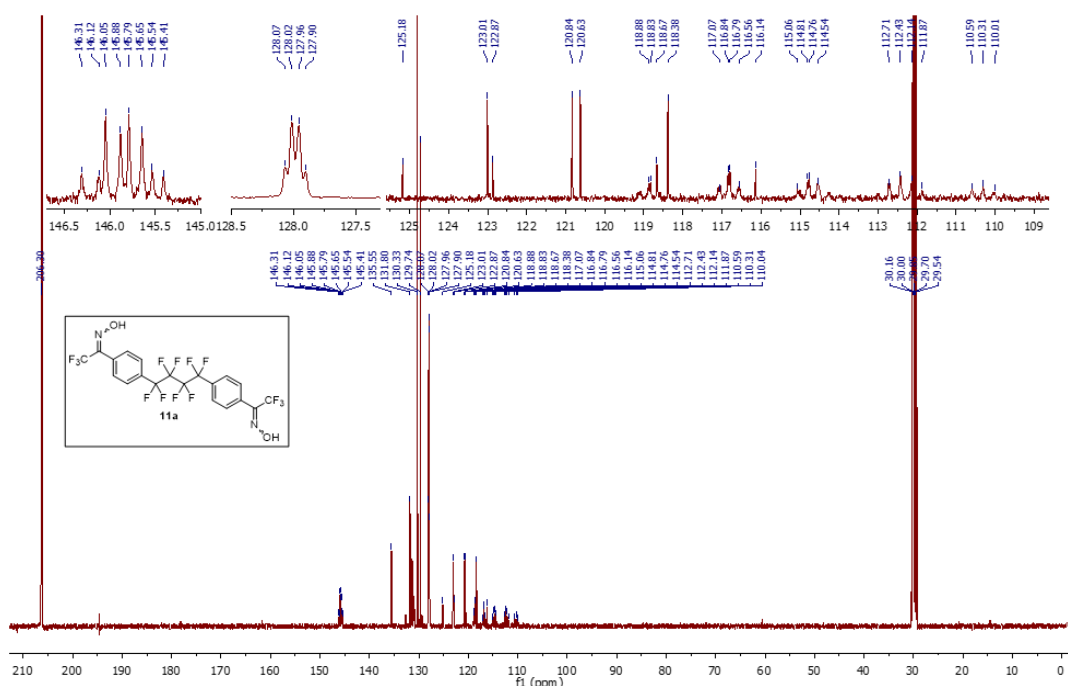 146.31 146.12 146.05 145.88 145.79 145.65 145.54 145.41 128.07 128.02 127.96 127.90 125.18 123.01 122.87 120.84 120.63 118.88 118.83 118.67 118.38 117.07 116.84 116.79 116.56 116.14 115.06 114.81 114.76 114.54 112.71 112.43 112.14 111.87 110.59 110.31 110.01
146.5 146.0 145.5 145.0
128.5 128.0 127.5
125 124 123 122 121 120 119 118 117 116 115 114 113 112 111 110 109
206.20 146.31 146.12 146.05 145.88 145.79 145.65 145.54 145.41 135.55 131.80 130.33 129.74 128.07 128.02 127.96 127.90 125.18 123.01 122.87 120.84 120.63 118.88 118.83 118.67 118.38 117.07 116.84 116.79 116.56 116.14 115.06 114.81 114.76 114.54 112.71 112.43 112.14 111.87 110.59 110.31 110.04 30.16 30.00 29.70 29.54
OH
N
F3C
F F F F
F F F F
CF3
N
OH
11a
210 200 190 180 170 160 150 140 130 120 110 100 90 80 70 60 50 40 30 20 10 0
f1 (ppm)